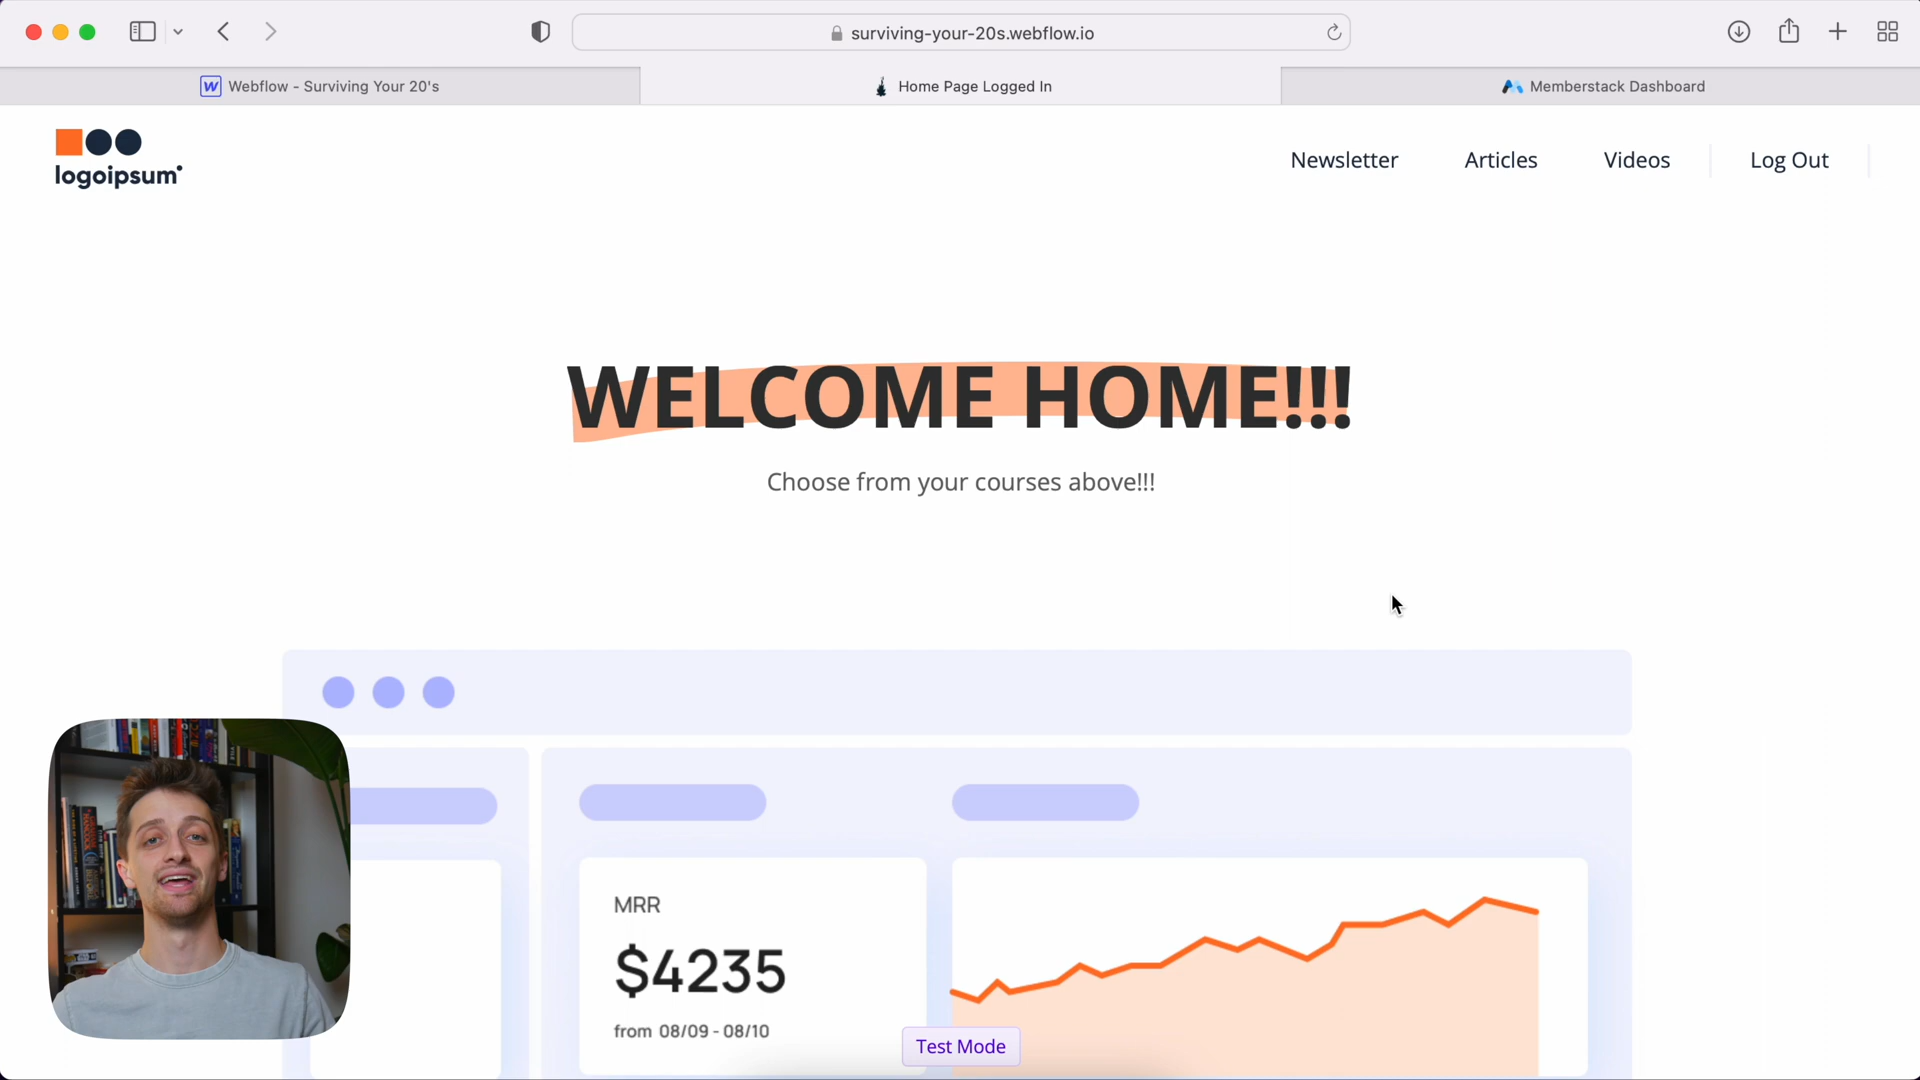 surviving-your-20s.webflow.io
W Webflow - Surviving Your 20's
Home Page Logged In
Memberstack Dashboard
logoipsum
Newsletter
Articles
Videos
Log Out
WELCOME HOME!!!
Choose from your courses above!!!
MRR
$4235
from 08/09 - 08/10
Test Mode